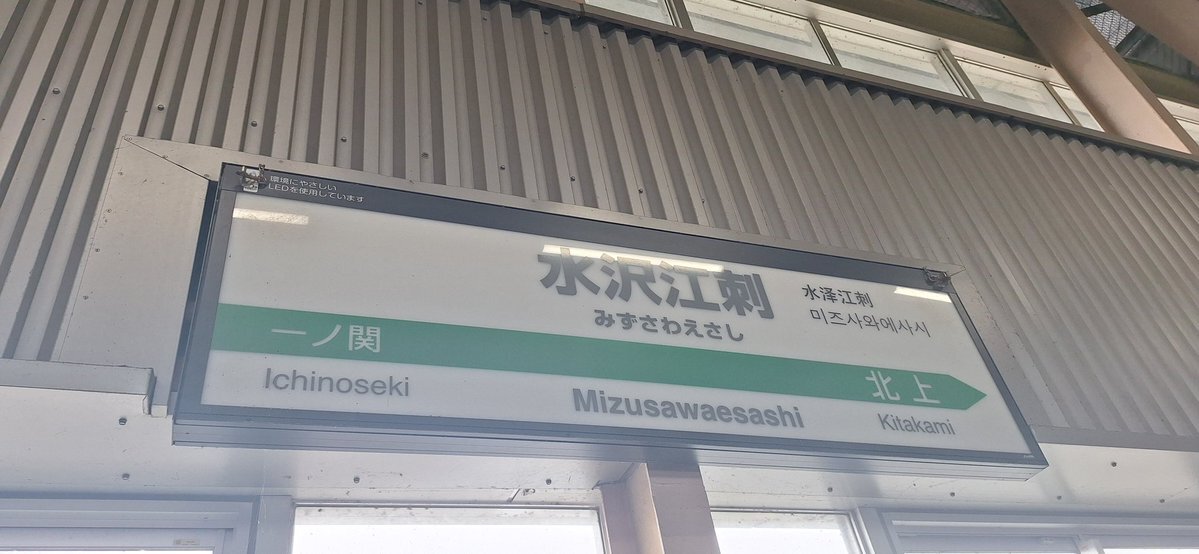 環境にやさしい
LEDを使用しています
水沢江刺
みずさわえさし
水泽江刺
미즈사와에사시
一ノ関
北上
Ichinoseki
Mizusawaesashi
Kitakami